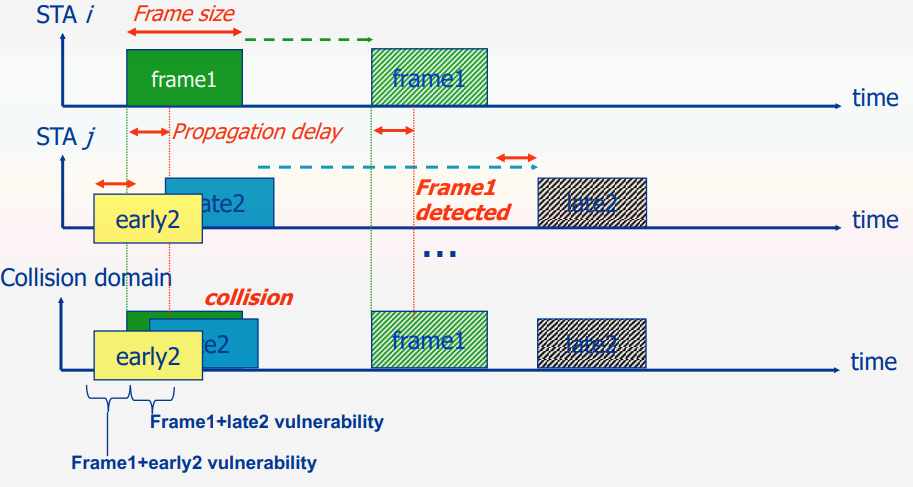 STA i
Frame size
frame1
frame1
time
Propagation delay
STA j
Frame1
detected
early2
ate2
late2
time
...
Collision domain
collision
early2
e2
frame1
late2
time
Frame1+late2 vulnerability
Frame1+early2 vulnerability